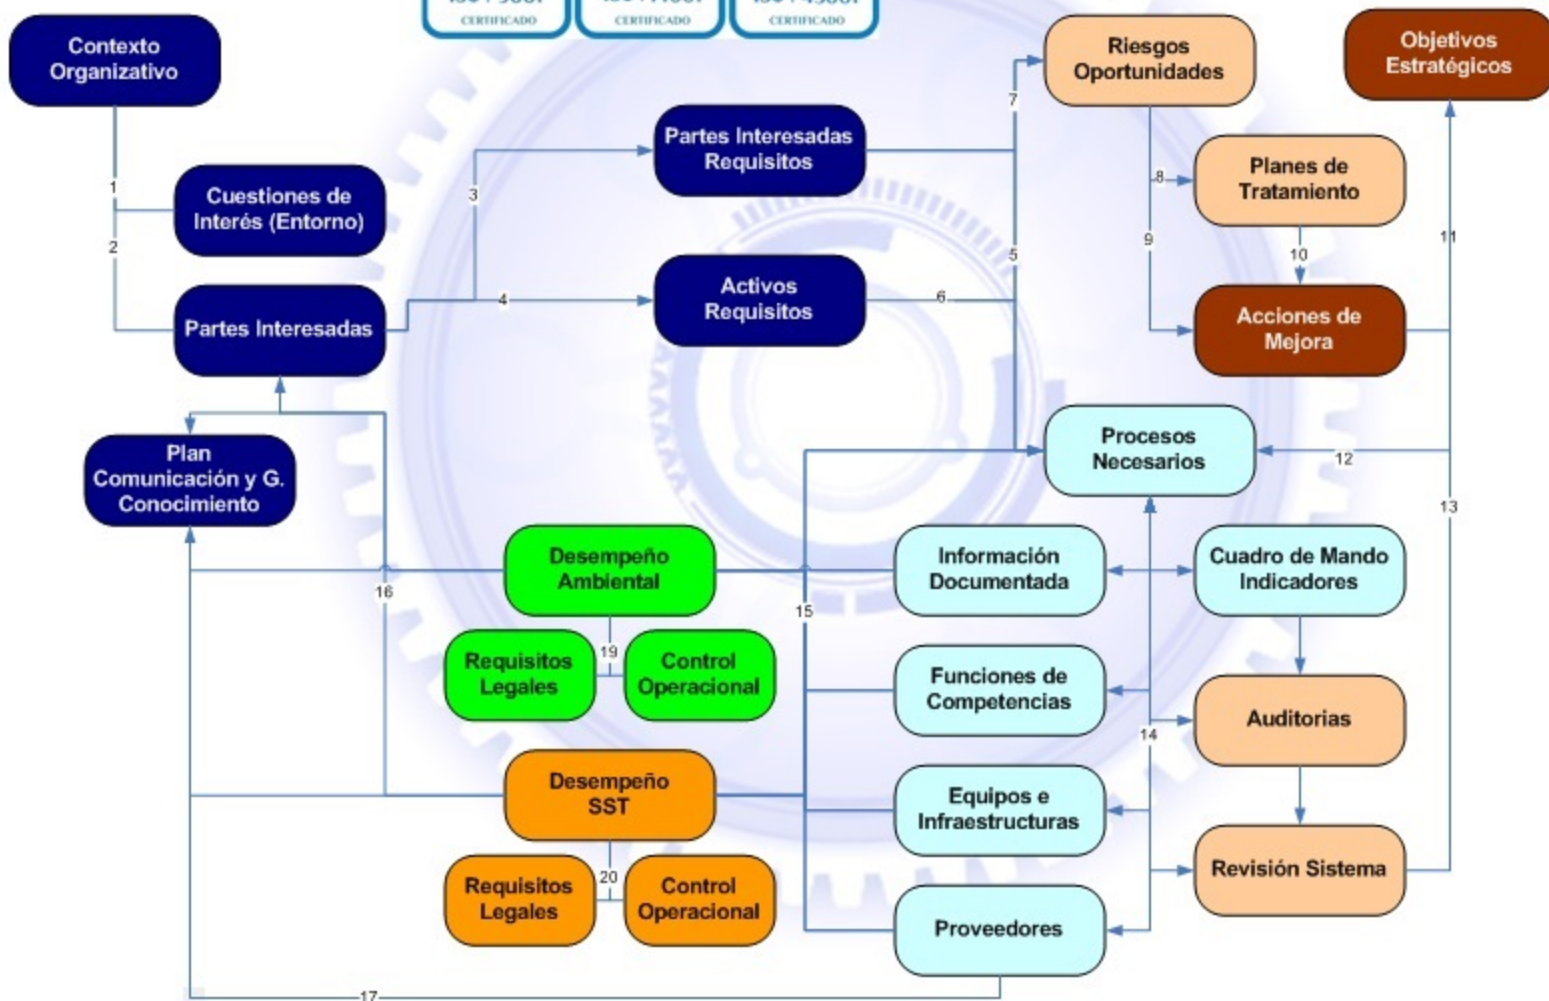 CERTIFICADO
CERTIFICADO
CERTIFICADO
Contexto
Organizativo
Riesgos
Oportunidades
Objetivos
Estratégicos
7
Partes Interesadas
Requisitos
Planes de
Tratamiento
1
Cuestiones de
Interés (Entorno)
3
8
2
5
9
10
11
Partes Interesadas
4
Activos
Requisitos
6
Acciones de
Mejora
Plan
Comunicación y G.
Conocimiento
Procesos
Necesarios
12
13
Desempeño
Ambiental
Información
Documentada
Cuadro de Mando
Indicadores
16
15
19
Requisitos
Legales
Control
Operacional
Funciones de
Competencias
Auditorias
14
Desempeño
SST
Equipos e
Infraestructuras
20
Requisitos
Legales
Control
Operacional
Revisión Sistema
Proveedores
17